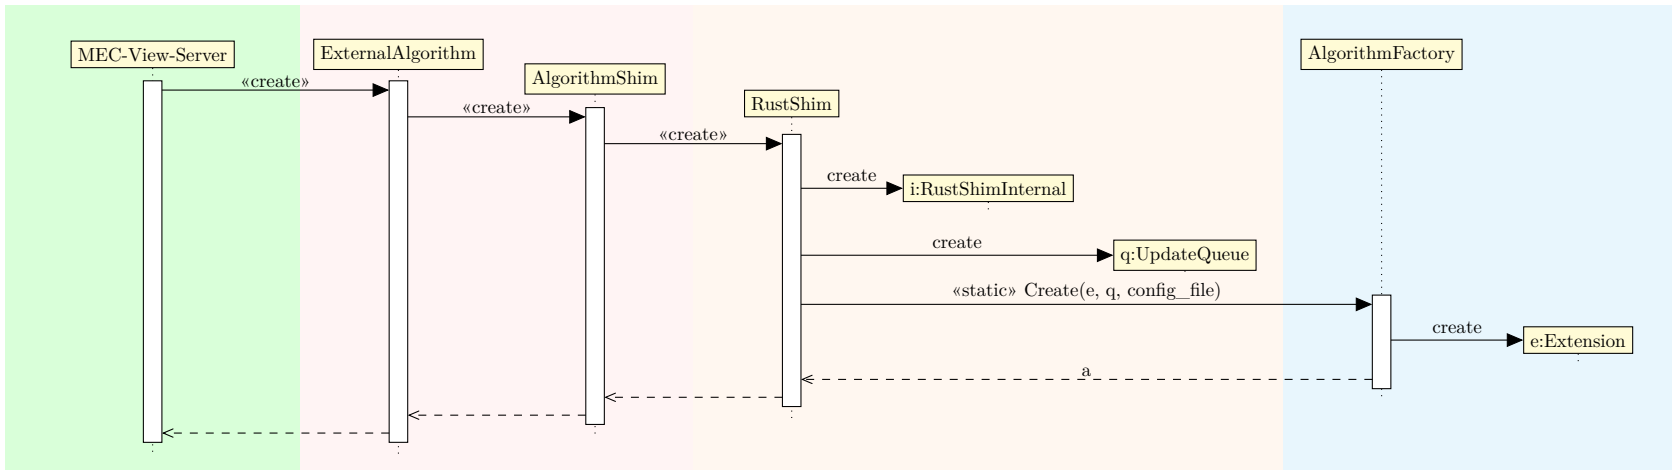 MEC-View-Server
ExternalAlgorithm
AlgorithmFactory
AlgorithmShim
«create»
RustShim
«create»
«create»
create
i:RustShimInternal
create
q:UpdateQueue
«static» Create(e, q, config_file)
create
e:Extension
a